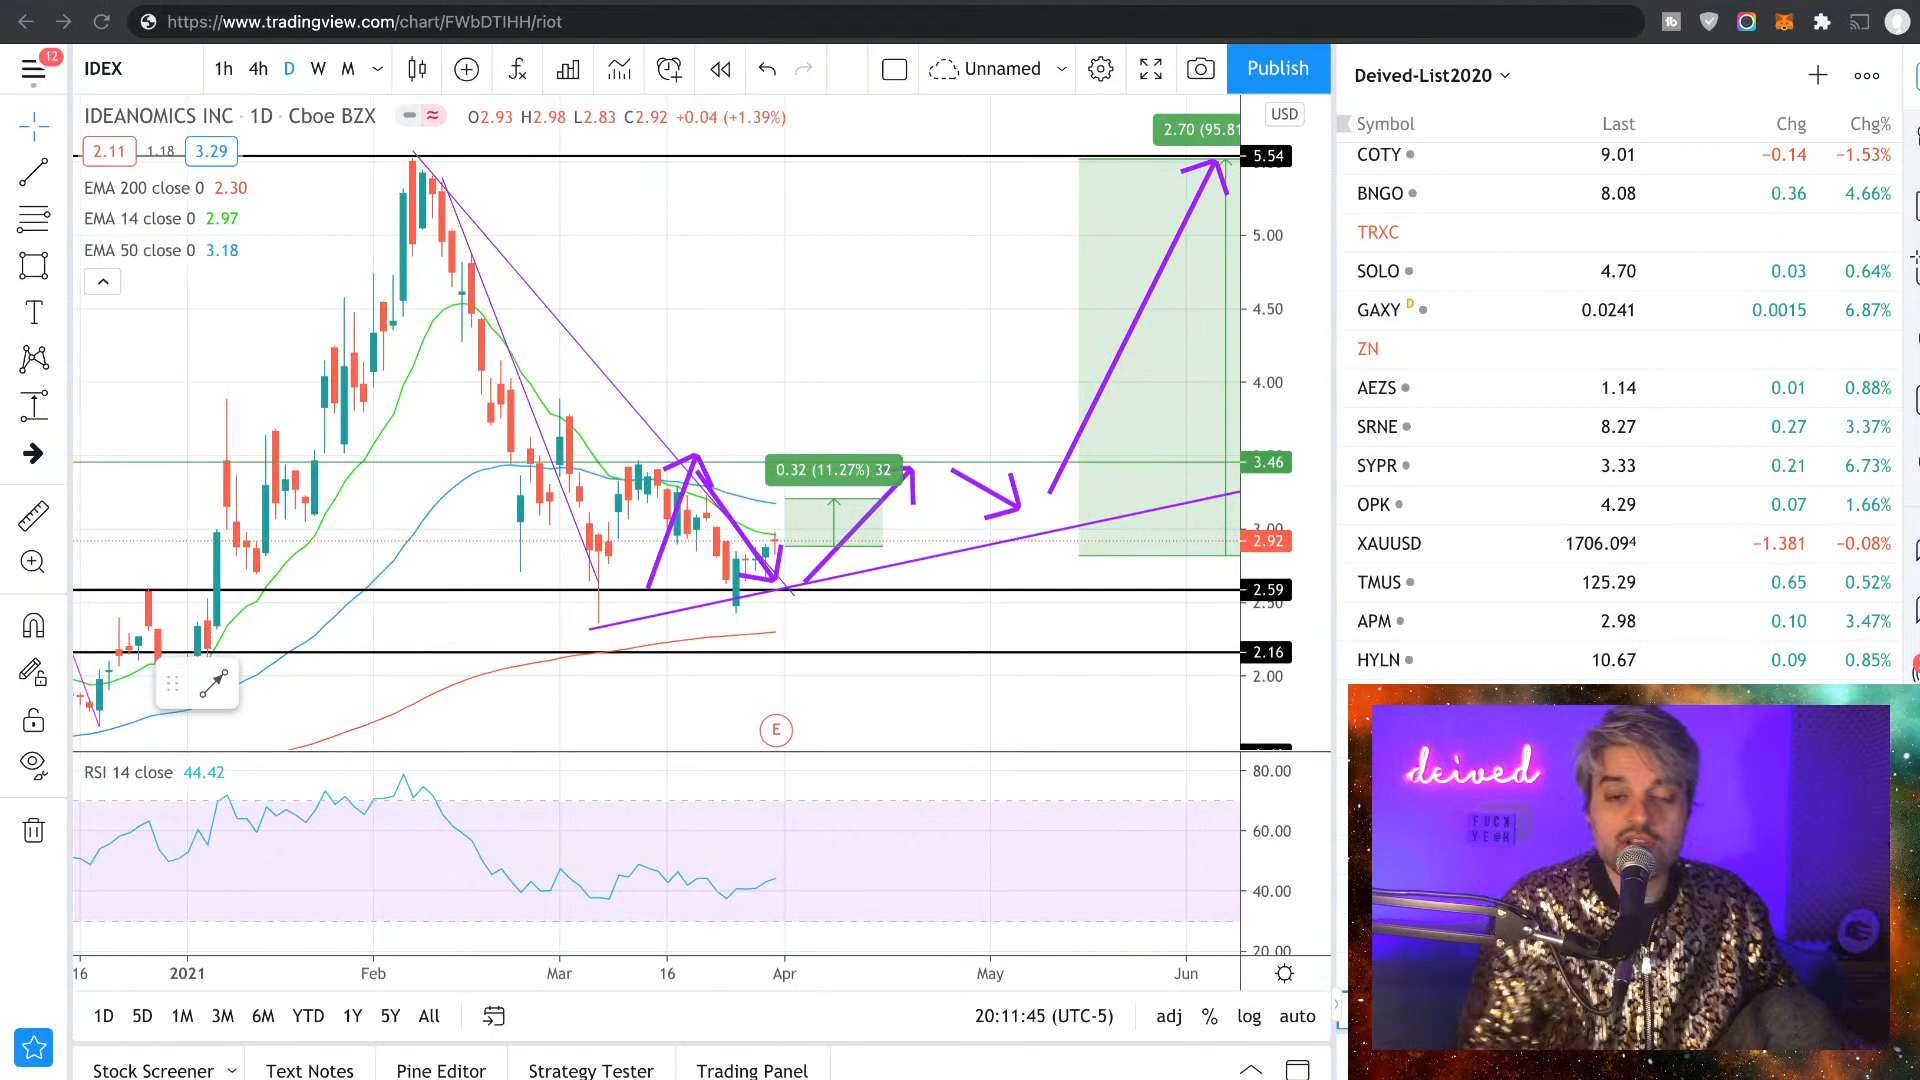 https://www.tradingview.com/chart/FWbDTIHH/riot
12
IDEX 1h 4h D W M Unnamed Publish
IDEANOMICS INC · 1D · Cboe BZX O2.93 H2.98 L2.83 C2.92 +0.04 (+1.39%)
USD
2.11 1.18 3.29
EMA 200 close 0 2.30
EMA 14 close 0 2.97
EMA 50 close 0 3.18
2.70 (95.81
0.32 (11.27%) 32
5.54
5.00
4.50
4.00
3.46
3.00
2.92
2.59
2.50
2.16
2.00
E
RSI 14 close 44.42
80.00
60.00
40.00
20.00
16 2021 Feb Mar 16 Apr May Jun
1D 5D 1M 3M 6M YTD 1Y 5Y All
20:11:45 (UTC-5) adj % log auto
Stock Screener Text Notes Pine Editor Strategy Tester Trading Panel
Deived-List2020
Symbol Last Chg Chg%
COTY 9.01 −0.14 −1.53%
BNGO 8.08 0.36 4.66%
TRXC
SOLO 4.70 0.03 0.64%
GAXY D 0.0241 0.0015 6.87%
ZN
AEZS 1.14 0.01 0.88%
SRNE 8.27 0.27 3.37%
SYPR 3.33 0.21 6.73%
OPK 4.29 0.07 1.66%
XAUUSD 1706.094 −1.381 −0.08%
TMUS 125.29 0.65 0.52%
APM 2.98 0.10 3.47%
HYLN 10.67 0.09 0.85%
deived
FUCK
YE@H